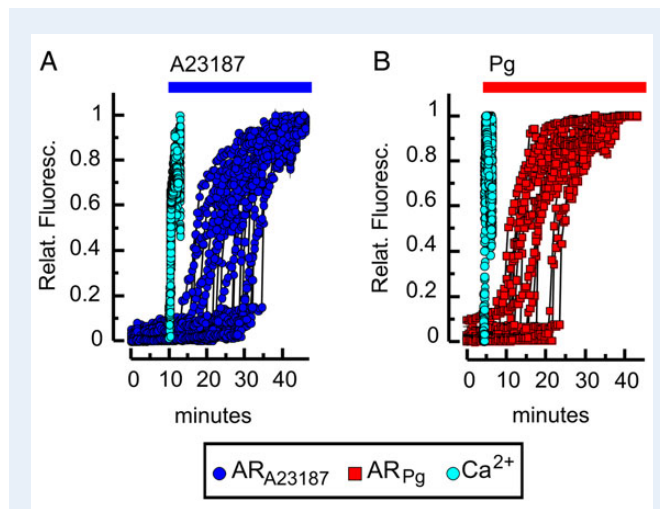 A
A23187
B
Pg
Relat. Fluoresc.
1
0.8
0.6
0.4
0.2
0
0 10 20 30 40
minutes
Relat. Fluoresc.
1
0.8
0.6
0.4
0.2
0
0 10 20 30 40
minutes
AR_A23187 AR_Pg Ca²⁺